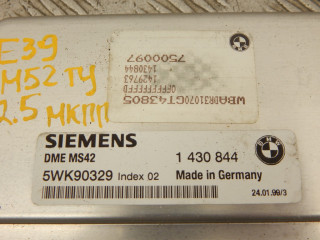 E39
M52TY
2.5 МКПП
7500097
1430844
1429763
0FFFFFFFFD
WBADR31070GT43805
SIEMENS
DME MS42
5WK90329 Index 02
1 430 844
Made in Germany
24.01.99/3